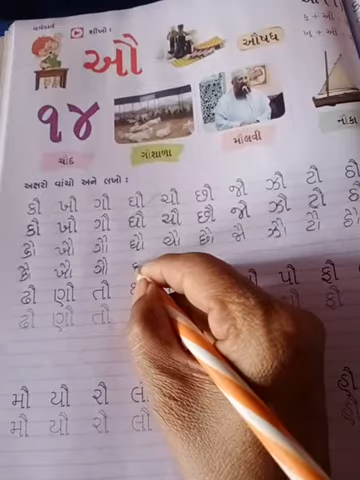 શીખો :
ઔ
ઔષધ
ક + ઔ
ખ + ઔ
૧૪
ચૌદ
ગૌશાળા
મૌલવી
નૌકા
અક્ષરો વાંચો અને લખો :
કૌ ખૌ ગૌ ઘૌ ચૌ છૌ જૌ ઝૌ ટૌ ઠૌ
કૌ ખૌ ગૌ ઘૌ ચૌ છૌ જૌ ઝૌ ટૌ ઠૌ
કૌ ખૌ ગૌ ઘૌ ચૌ છૌ જૌ ઝૌ ટૌ ઠૌ
કૌ ખૌ ગૌ
ઢૌ ણૌ તૌ પૌ ફૌ
ઢૌ ણૌ તૌ ફૌ
મૌ યૌ રૌ
મૌ યૌ રૌ